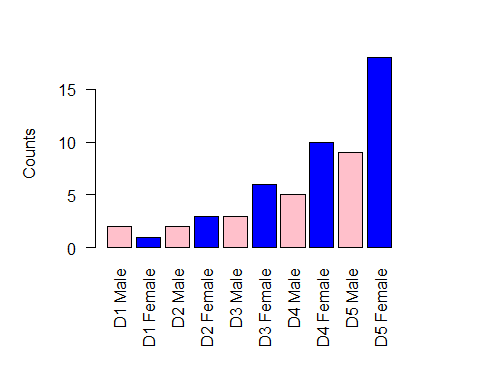 Counts
15
10
5
0
D1 Male
D1 Female
D2 Male
D2 Female
D3 Male
D3 Female
D4 Male
D4 Female
D5 Male
D5 Female